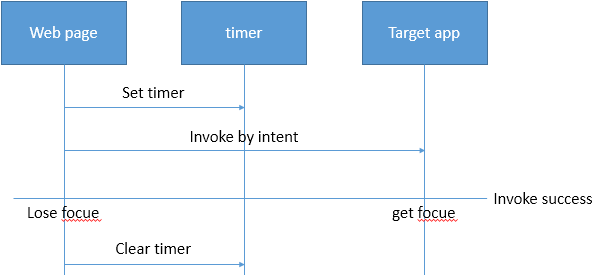 Web page
timer
Target app
Set timer
Invoke by intent
Invoke success
Lose focue
get focue
Clear timer